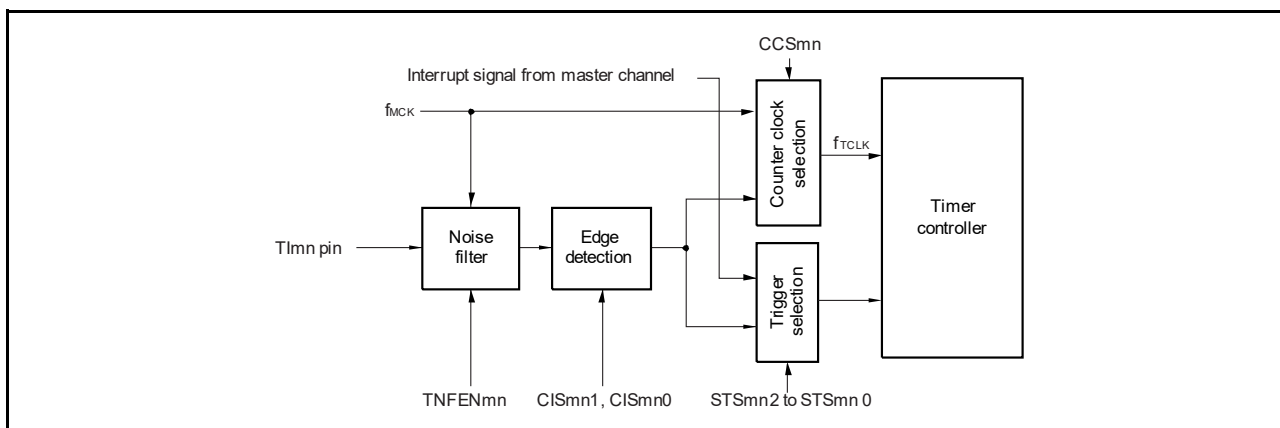 CCSmn
Interrupt signal from master channel
fMCK
Counter clock
selection
fTCLK
Timer
controller
TImn pin
Noise
filter
Edge
detection
Trigger
selection
TNFENmn
CISmn1, CISmn0
STSmn2 to STSmn 0